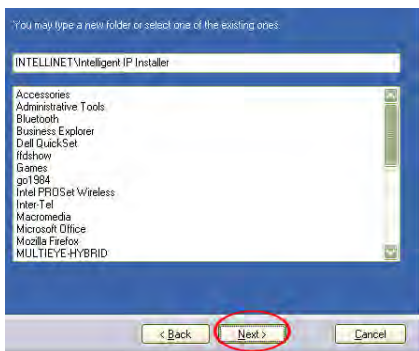 You may type a new folder or select one of the existing ones
INTELLINET\Intelligent IP Installer
Accessories
Administrative Tools
Bluetooth
Business Explorer
Dell QuickSet
ffdshow
Games
go1984
Intel PROSet Wireless
Inter-Tel
Macromedia
Microsoft Office
Mozilla Firefox
MULTIEYE-HYBRID
< Back Next > Cancel